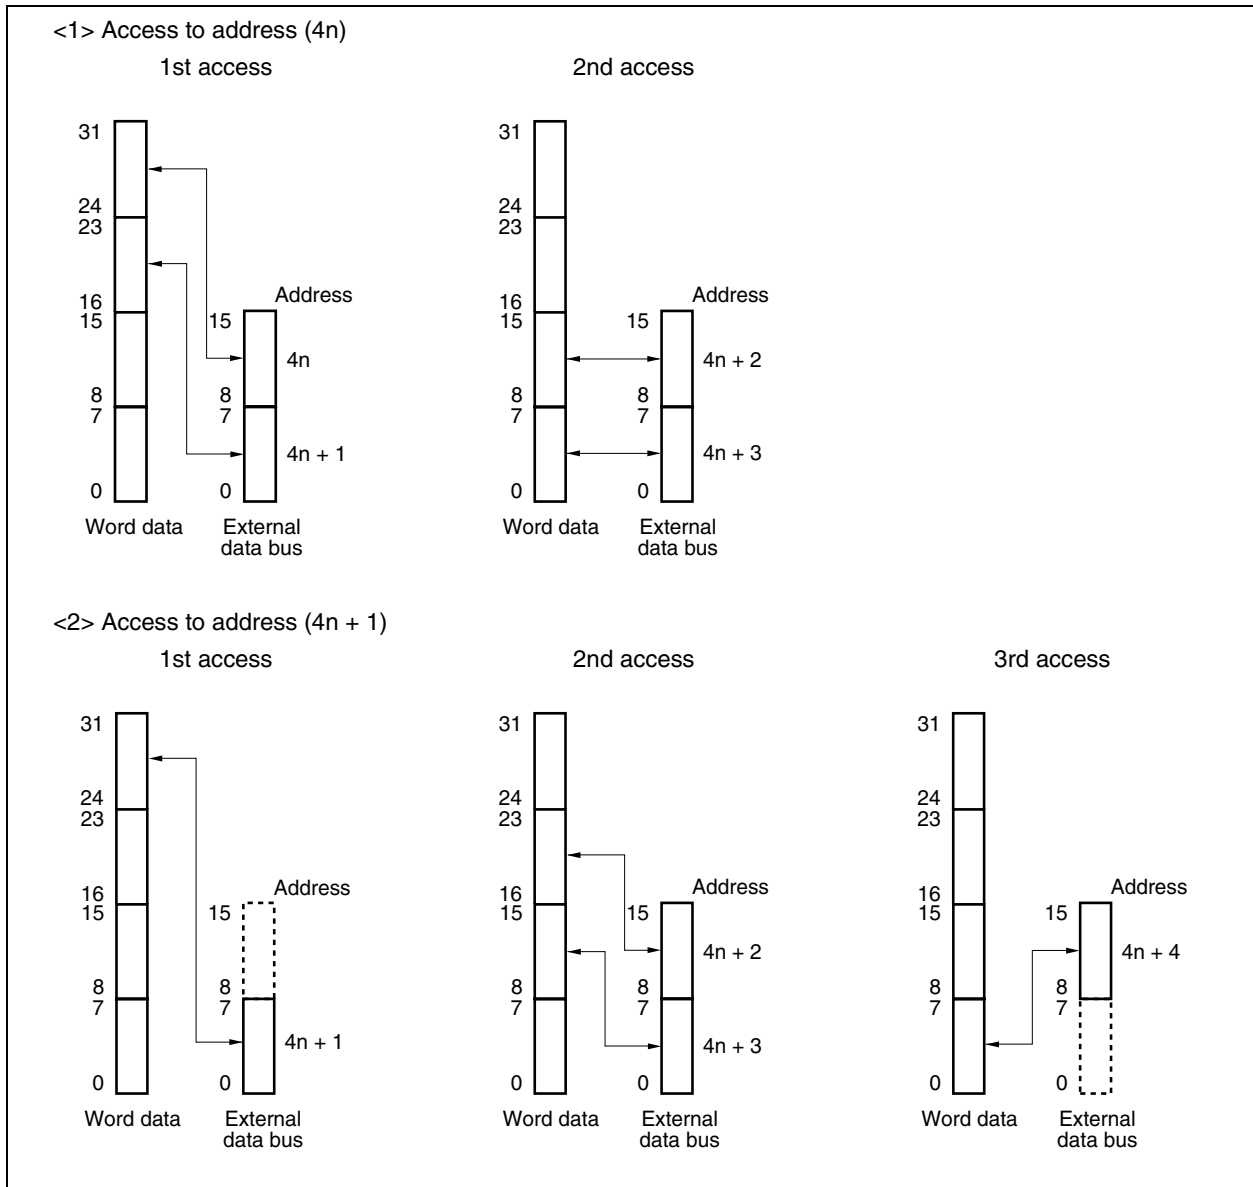 <1> Access to address (4n)
1st access
2nd access
31
24
23
16
15
8
7
0
Word data
Address
15
8
7
0
4n
4n + 1
External
data bus
31
24
23
16
15
8
7
0
Word data
Address
15
8
7
0
4n + 2
4n + 3
External
data bus
<2> Access to address (4n + 1)
1st access
2nd access
3rd access
31
24
23
16
15
8
7
0
Word data
Address
15
8
7
0
4n + 1
External
data bus
31
24
23
16
15
8
7
0
Word data
Address
15
8
7
0
4n + 2
4n + 3
External
data bus
31
24
23
16
15
8
7
0
Word data
Address
15
8
7
0
4n + 4
External
data bus